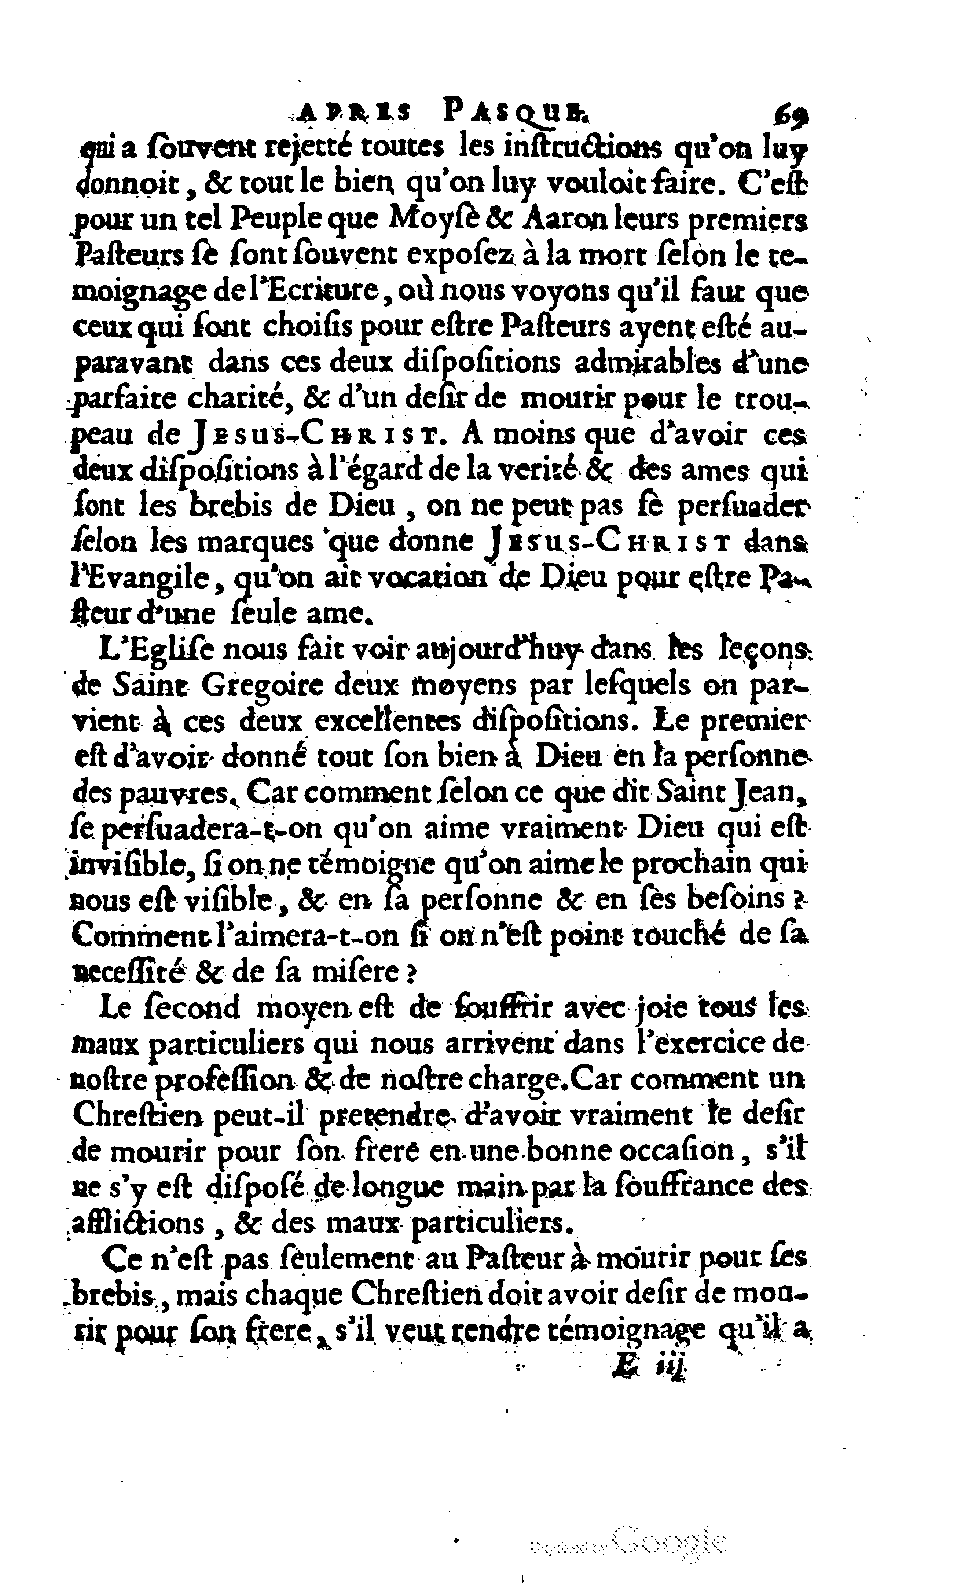 APRES PASQUE. 69
qui a ſouvent rejetté toutes les inſtructions qu'on luy
donnoit, & tout le bien qu'on luy vouloit faire. C'eſt
pour un tel Peuple que Moyſe & Aaron leurs premiers
Paſteurs ſe ſont ſouvent expoſez à la mort ſelon le te-
moignage de l'Ecriture, où nous voyons qu'il faut que
ceux qui ſont choiſis pour eſtre Paſteurs ayent eſté au-
paravant dans ces deux diſpoſitions admirables d'une
parfaite charité, & d'un deſir de mourir pour le trou-
peau de JESUS-CHRIST. A moins que d'avoir ces
deux diſpoſitions à l'égard de la verité & des ames qui
ſont les brebis de Dieu, on ne peut pas ſe perſuader
ſelon les marques que donne JESUS-CHRIST dans
l'Evangile, qu'on ait vocation de Dieu pour eſtre Pa-
ſteur d'une ſeule ame.
L'Egliſe nous fait voir aujourd'huy dans les leçons
de Saint Gregoire deux moyens par leſquels on par-
vient à ces deux excellentes diſpoſitions. Le premier
eſt d'avoir donné tout ſon bien à Dieu en la perſonne
des pauvres. Car comment ſelon ce que dit Saint Jean,
ſe perſuadera-t-on qu'on aime vraiment Dieu qui eſt
inviſible, ſi on ne témoigne qu'on aime le prochain qui
nous eſt viſible, & en ſa perſonne & en ſes beſoins?
Comment l'aimera-t-on ſi on n'eſt point touché de ſa
neceſſité & de ſa miſere?
Le ſecond moyen eſt de ſouffrir avec joie tous les
maux particuliers qui nous arrivent dans l'exercice de
noſtre profeſſion & de noſtre charge. Car comment un
Chreſtien peut-il pretendre d'avoir vraiment le deſir
de mourir pour ſon frere en une bonne occaſion, s'il
ne s'y eſt diſpoſé de longue main par la ſouffrance des
afflictions, & des maux particuliers.
Ce n'eſt pas ſeulement au Paſteur à mourir pour ſes
brebis, mais chaque Chreſtien doit avoir deſir de mou-
rir pour ſon frere, s'il veut rendre témoignage qu'il a
E iij
Digitized by Google